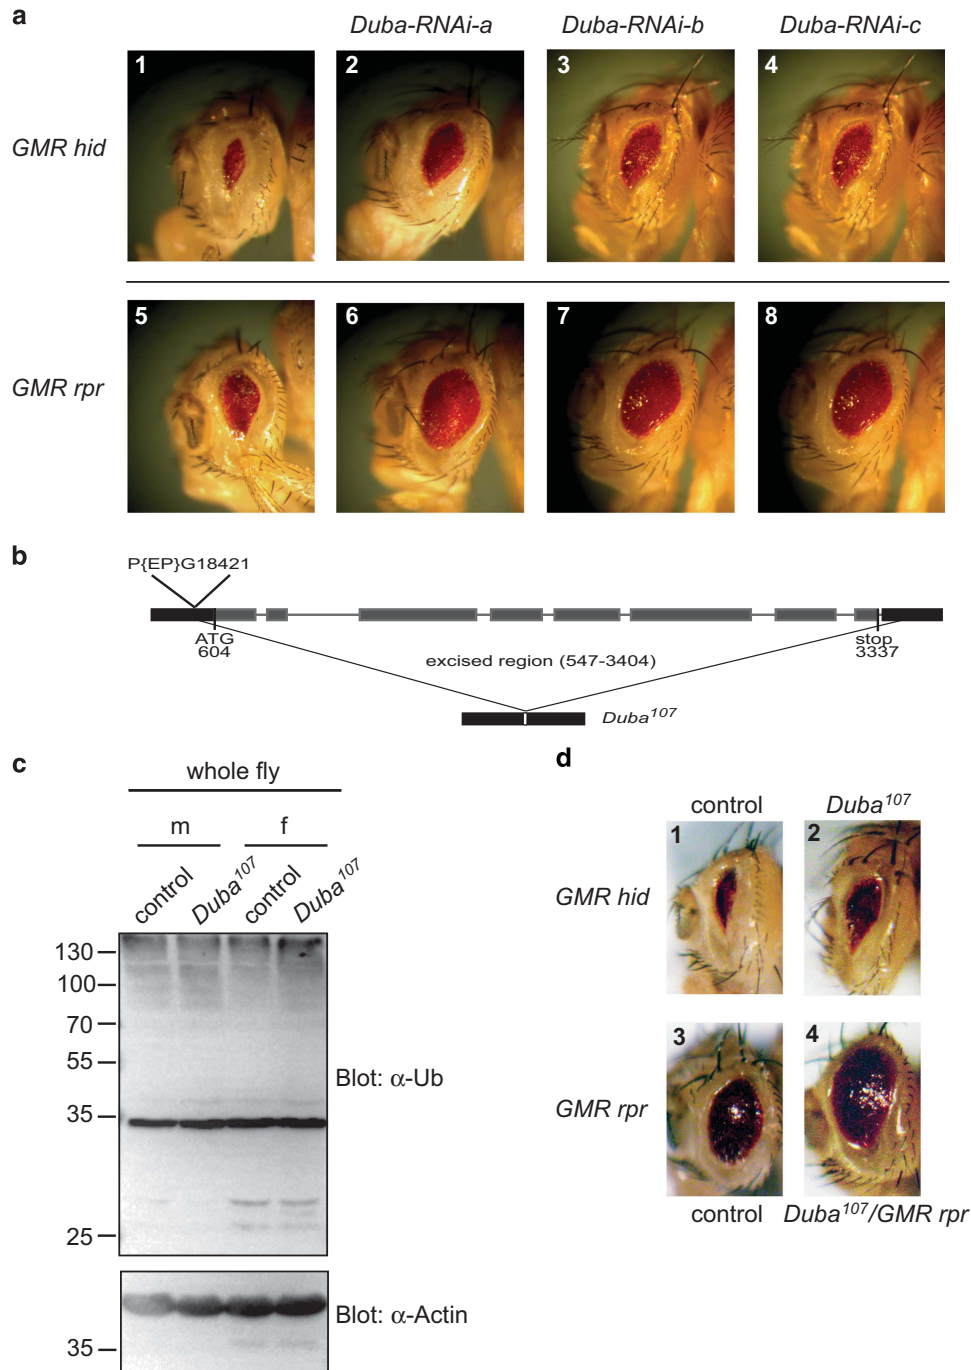 a
Duba-RNAi-a Duba-RNAi-b Duba-RNAi-c
GMR hid
1 2 3 4
GMR rpr
5 6 7 8
b
P{EP}G18421
ATG
604
stop
3337
excised region (547-3404)
Duba107
c
whole fly
m f
control Duba107 control Duba107
130
100
70
55
35
25
Blot: α-Ub
35
Blot: α-Actin
d
control Duba107
GMR hid
1 2
GMR rpr
3 4
control Duba107/GMR rpr